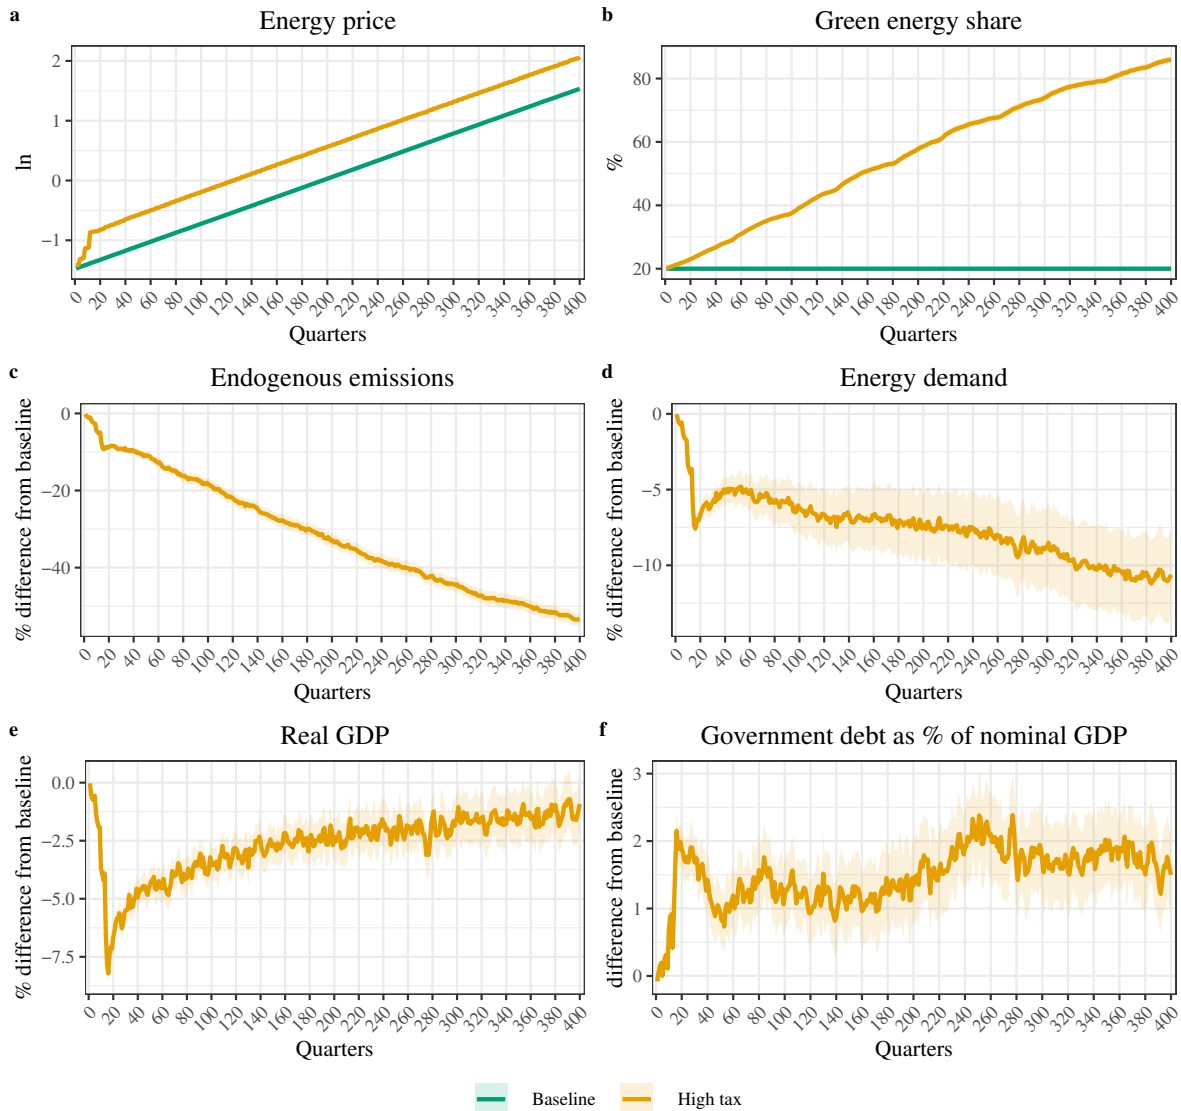 a
Energy price
2
1
0
−1
ln
0 20 40 60 80 100 120 140 160 180 200 220 240 260 280 300 320 340 360 380 400
Quarters
b
Green energy share
80
60
40
20
%
0 20 40 60 80 100 120 140 160 180 200 220 240 260 280 300 320 340 360 380 400
Quarters
c
Endogenous emissions
0
−20
−40
% difference from baseline
0 20 40 60 80 100 120 140 160 180 200 220 240 260 280 300 320 340 360 380 400
Quarters
d
Energy demand
0
−5
−10
% difference from baseline
0 20 40 60 80 100 120 140 160 180 200 220 240 260 280 300 320 340 360 380 400
Quarters
e
Real GDP
0.0
−2.5
−5.0
−7.5
% difference from baseline
0 20 40 60 80 100 120 140 160 180 200 220 240 260 280 300 320 340 360 380 400
Quarters
f
Government debt as % of nominal GDP
3
2
1
0
difference from baseline
0 20 40 60 80 100 120 140 160 180 200 220 240 260 280 300 320 340 360 380 400
Quarters
Baseline
High tax